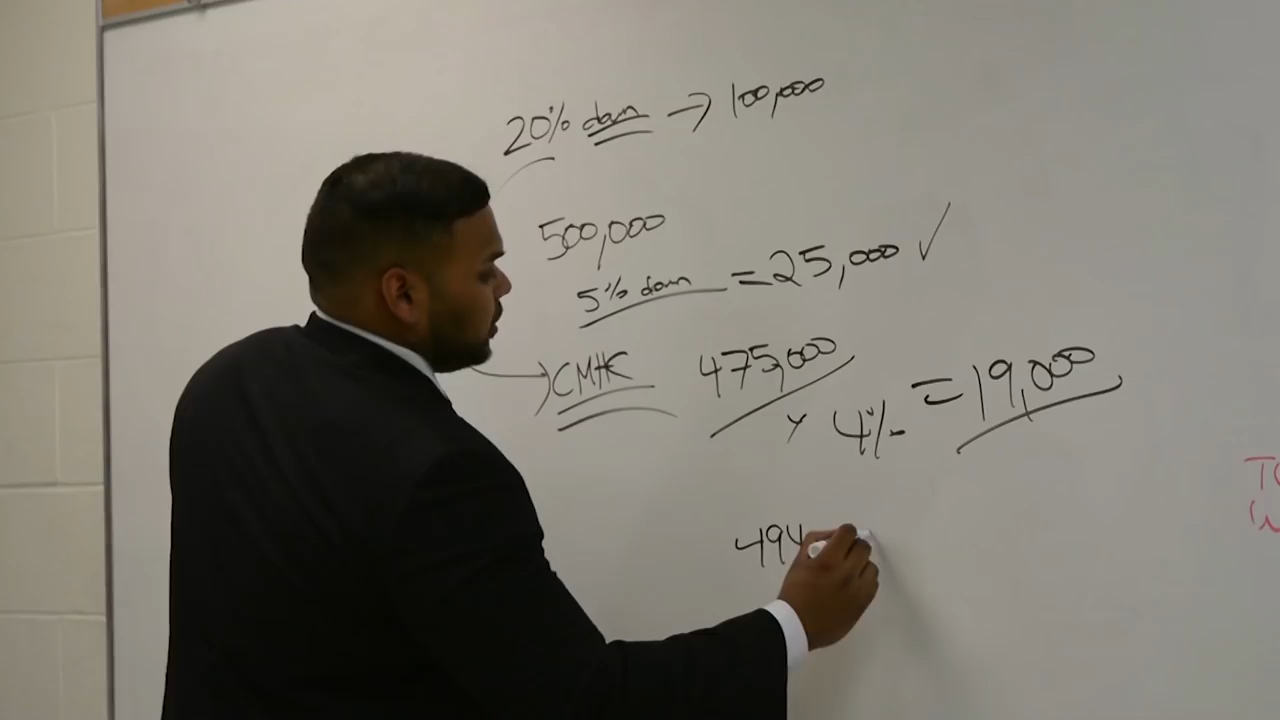 20% down → 100,000
500,000
5% down = 25,000 ✓
CMHC 475,000
x 4% = 19,000
494